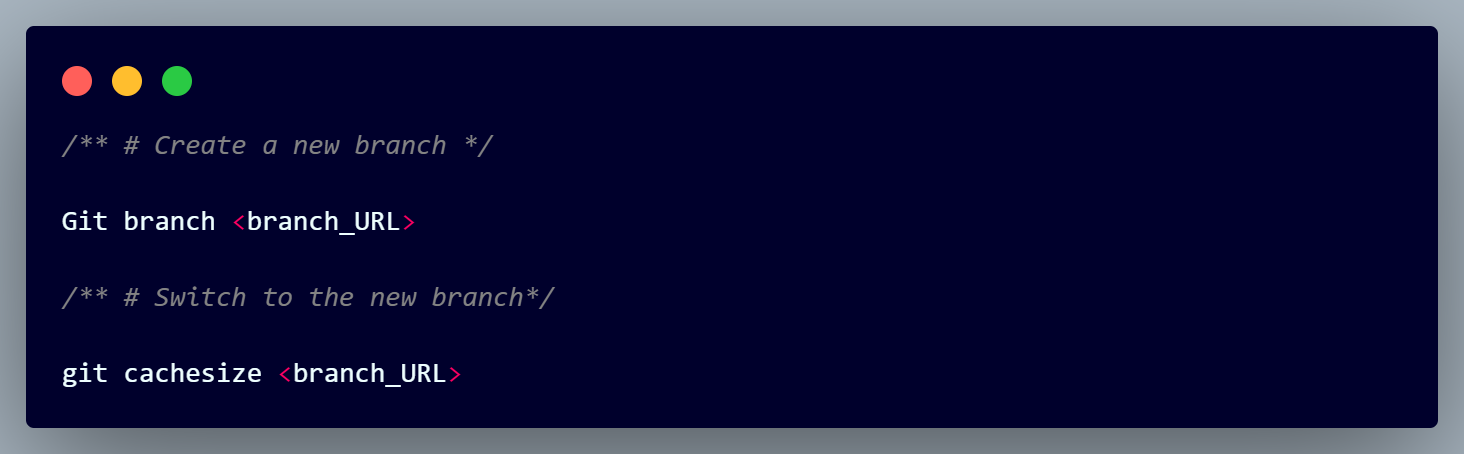 /** # Create a new branch */
Git branch <branch_URL>
/** # Switch to the new branch*/
git cachesize <branch_URL>